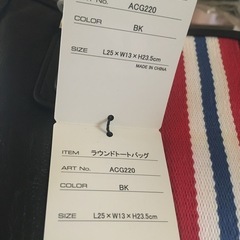 ART No. ACG220
COLOR BK
SIZE L25×W13×H23.5cm
MADE IN CHINA
ITEM ラウンドトートバッグ
ART No. ACG220
COLOR BK
SIZE L25×W13×H23.5cm